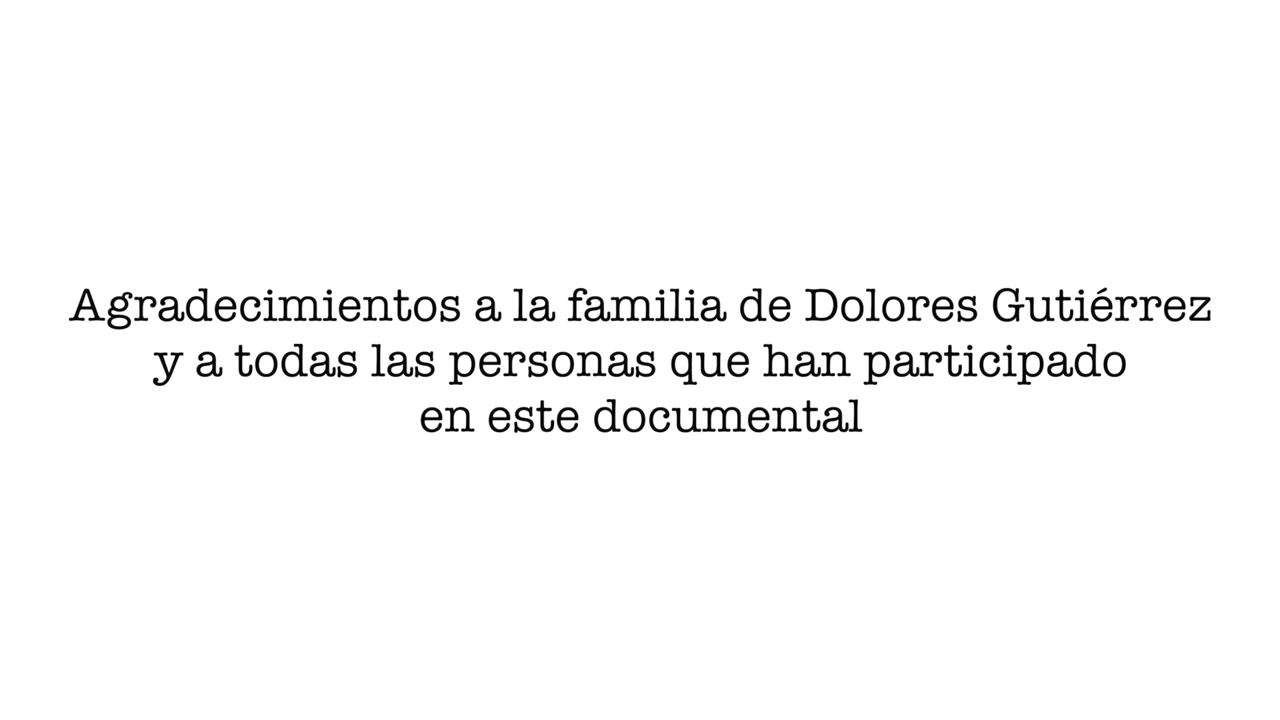 Agradecimientos a la familia de Dolores Gutiérrez
y a todas las personas que han participado
en este documental